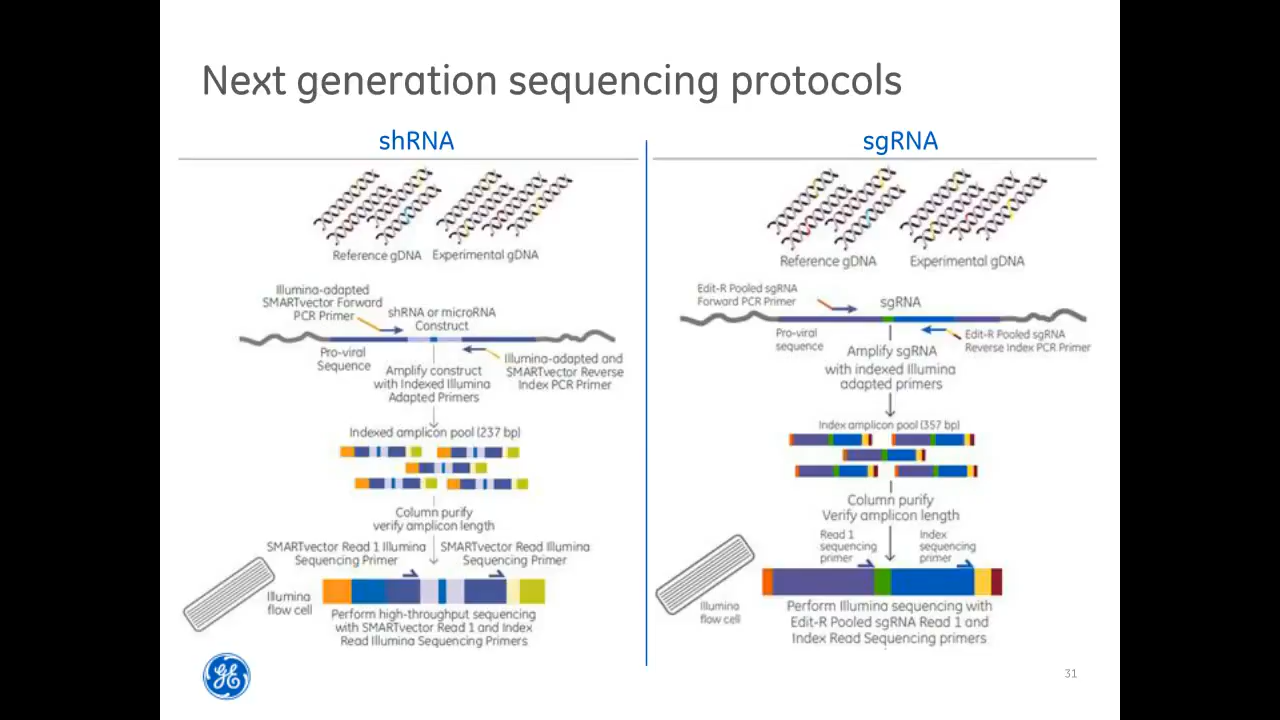 Next generation sequencing protocols
shRNA
Reference gDNA
Experimental gDNA
Illumina-adapted
SMARTvector Forward
PCR Primer
shRNA or microRNA
Construct
Pro-viral
Sequence
Illumina-adapted and
SMARTvector Reverse
Index PCR Primer
Amplify construct
with Indexed Illumina
Adapted Primers
Indexed amplicon pool (237 bp)
Column purify
verify amplicon length
SMARTvector Read 1 Illumina
Sequencing Primer
SMARTvector Read Illumina
Sequencing Primer
Illumina
flow cell
Perform high-throughput sequencing
with SMARTvector Read 1 and Index
Read Illumina Sequencing Primers
sgRNA
Reference gDNA
Experimental gDNA
Edit-R Pooled sgRNA
Forward PCR Primer
sgRNA
Pro-viral
sequence
Edit-R Pooled sgRNA
Reverse Index PCR Primer
Amplify sgRNA
with indexed Illumina
adapted primers
Index amplicon pool (357 bp)
Column purify
Verify amplicon length
Read 1
sequencing
primer
Index
sequencing
primer
Illumina
flow cell
Perform Illumina sequencing with
Edit-R Pooled sgRNA Read 1 and
Index Read Sequencing primers
GE
31